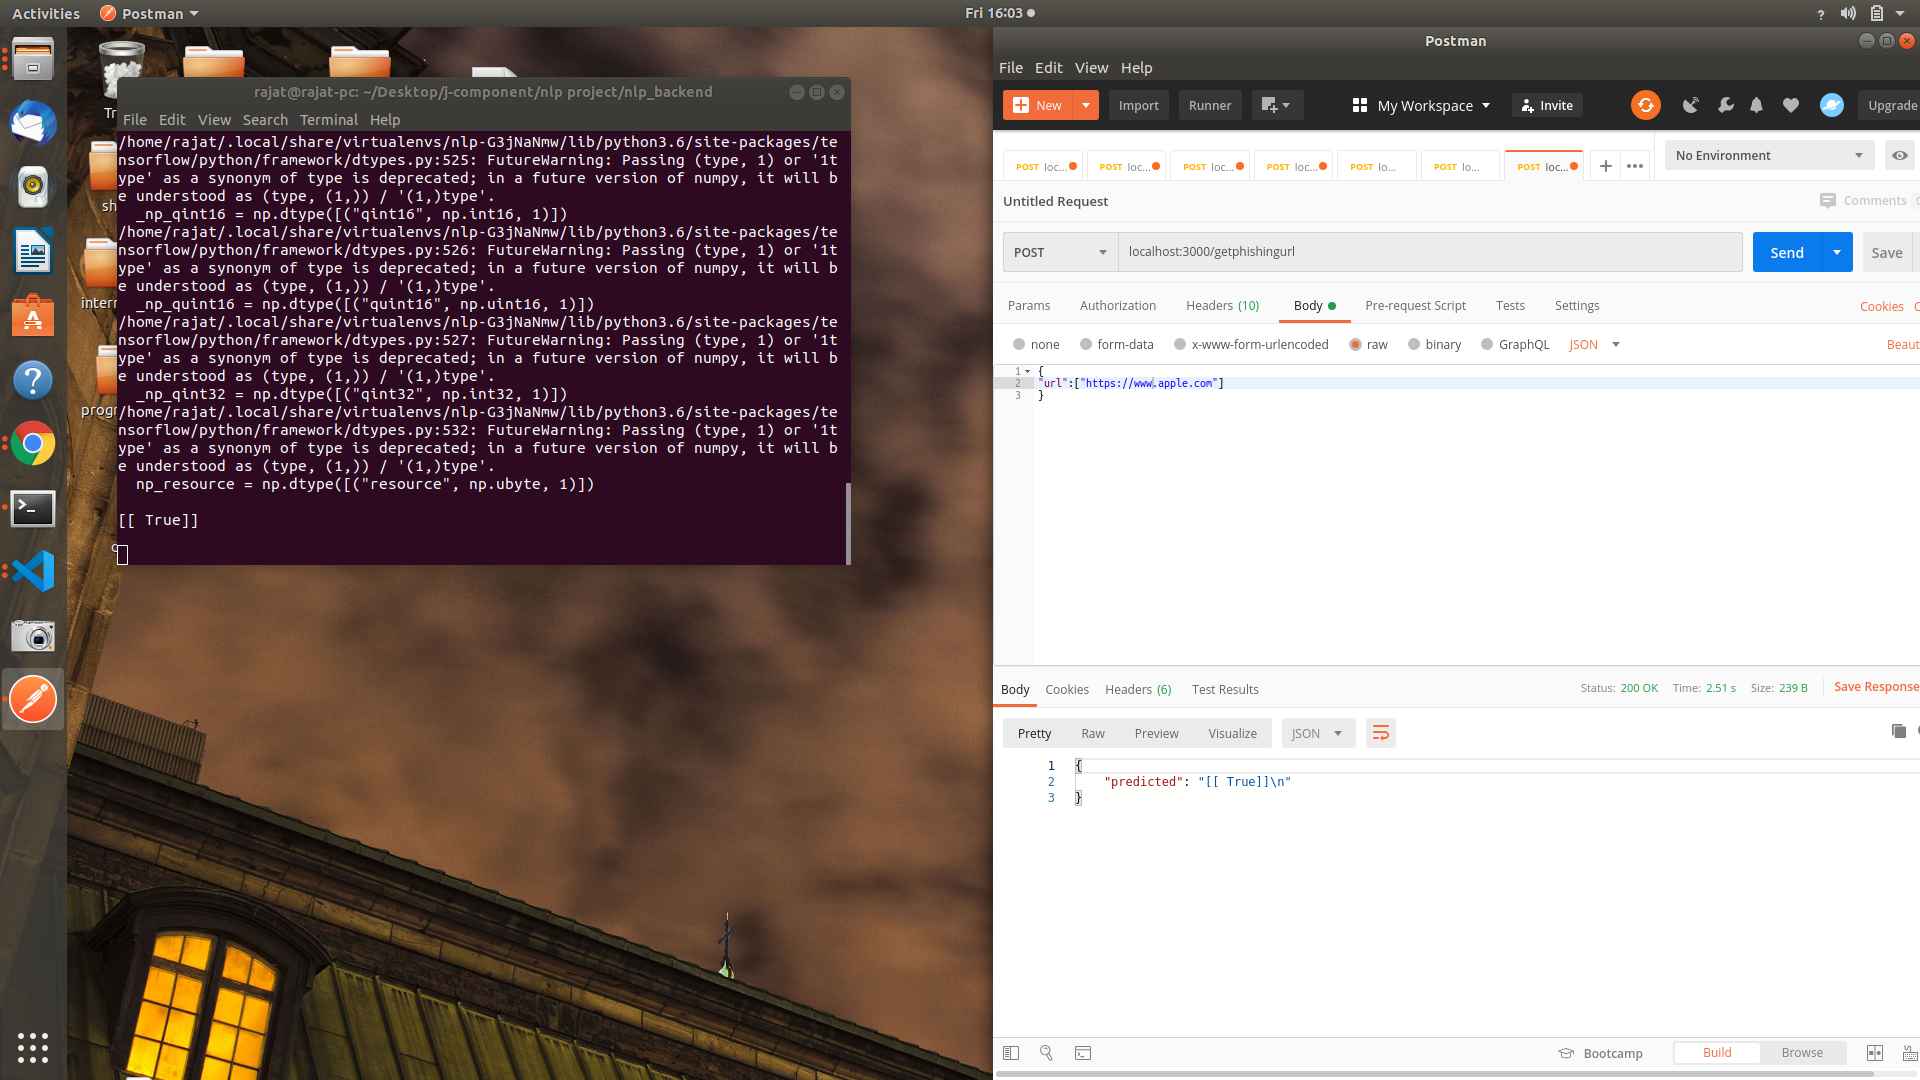 Activities
Postman
Fri 16:03
rajat@rajat-pc: ~/Desktop/j-component/nlp project/nlp_backend
File Edit View Search Terminal Help
/home/rajat/.local/share/virtualenvs/nlp-G3jNaNmw/lib/python3.6/site-packages/te
nsorflow/python/framework/dtypes.py:525: FutureWarning: Passing (type, 1) or '1t
ype' as a synonym of type is deprecated; in a future version of numpy, it will b
e understood as (type, (1,)) / '(1,)type'.
_np_qint16 = np.dtype([("qint16", np.int16, 1)])
/home/rajat/.local/share/virtualenvs/nlp-G3jNaNmw/lib/python3.6/site-packages/te
nsorflow/python/framework/dtypes.py:526: FutureWarning: Passing (type, 1) or '1t
ype' as a synonym of type is deprecated; in a future version of numpy, it will b
e understood as (type, (1,)) / '(1,)type'.
_np_quint16 = np.dtype([("quint16", np.uint16, 1)])
/home/rajat/.local/share/virtualenvs/nlp-G3jNaNmw/lib/python3.6/site-packages/te
nsorflow/python/framework/dtypes.py:527: FutureWarning: Passing (type, 1) or '1t
ype' as a synonym of type is deprecated; in a future version of numpy, it will b
e understood as (type, (1,)) / '(1,)type'.
_np_qint32 = np.dtype([("qint32", np.int32, 1)])
/home/rajat/.local/share/virtualenvs/nlp-G3jNaNmw/lib/python3.6/site-packages/te
nsorflow/python/framework/dtypes.py:532: FutureWarning: Passing (type, 1) or '1t
ype' as a synonym of type is deprecated; in a future version of numpy, it will b
e understood as (type, (1,)) / '(1,)type'.
np_resource = np.dtype([("resource", np.ubyte, 1)])
[[ True]]
Tr
sh
inter
prog
Postman
File Edit View Help
New Import Runner My Workspace Invite Upgrade
POST loc... POST loc... POST loc... POST loc... POST lo... POST lo... POST loc... + ••• No Environment
Untitled Request
Comments
POST localhost:3000/getphishingurl Send Save
Params Authorization Headers (10) Body Pre-request Script Tests Settings Cookies
none form-data x-www-form-urlencoded raw binary GraphQL JSON Beaut
1 {
2 "url":["https://www.apple.com"]
3 }
Body Cookies Headers (6) Test Results Status: 200 OK Time: 2.51 s Size: 239 B Save Response
Pretty Raw Preview Visualize JSON
1 {
2 "predicted": "[[ True]]\n"
3 }
Bootcamp Build Browse